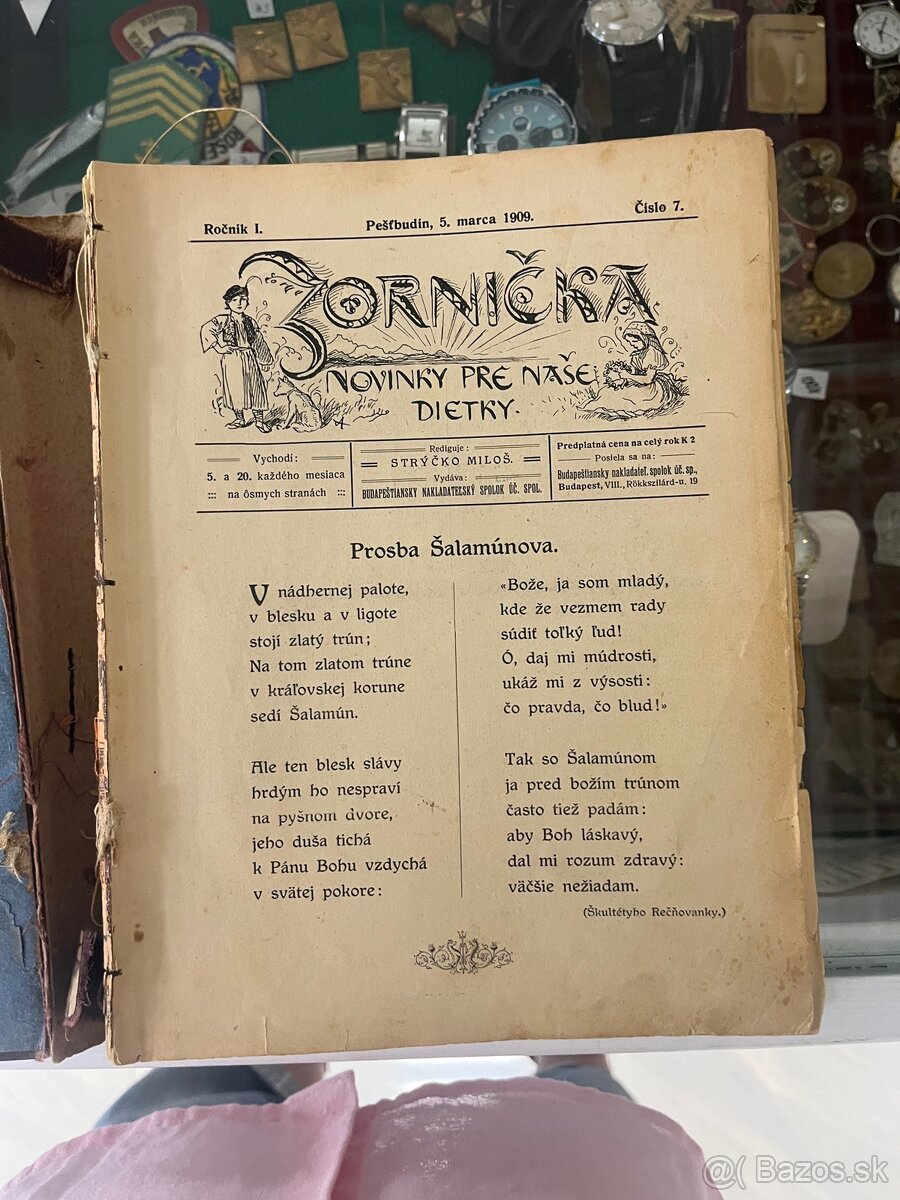 Ročník I.
Pešťbudín, 5. marca 1909.
Číslo 7.
ZORNIČKA
NOVINKY PRE NAŠE
DIETKY.
Vychodí:
5. a 20. každého mesiaca
::: na ôsmych stranách :::
Rediguje:
STRÝČKO MILOŠ.
Vydáva:
BUDAPEŠTIANSKY NAKLADATEĽSKÝ SPOLOK ÚČ. SPOL.
Predplatná cena na celý rok K 2
Posiela sa na:
Budapeštiansky nakladateľ. spolok úč. sp.,
Budapest, VIII., Rökkszilárd-u. 19
Prosba Šalamúnova.
V nádhernej palote,
v blesku a v ligote
stojí zlatý trún;
Na tom zlatom trúne
v kráľovskej korune
sedí Šalamún.
Ale ten blesk slávy
hrdým ho nespraví
na pyšnom dvore,
jeho duša tichá
k Pánu Bohu vzdychá
v svätej pokore:
«Bože, ja som mladý,
kde že vezmem rady
súdiť toľký ľud!
Ó, daj mi múdrosti,
ukáž mi z výsosti:
čo pravda, čo blud!»
Tak so Šalamúnom
ja pred božím trúnom
často tiež padám:
aby Boh láskavý,
dal mi rozum zdravý:
väčšie nežiadam.
(Škultétyho Rečňovanky.)
@( Bazos.sk